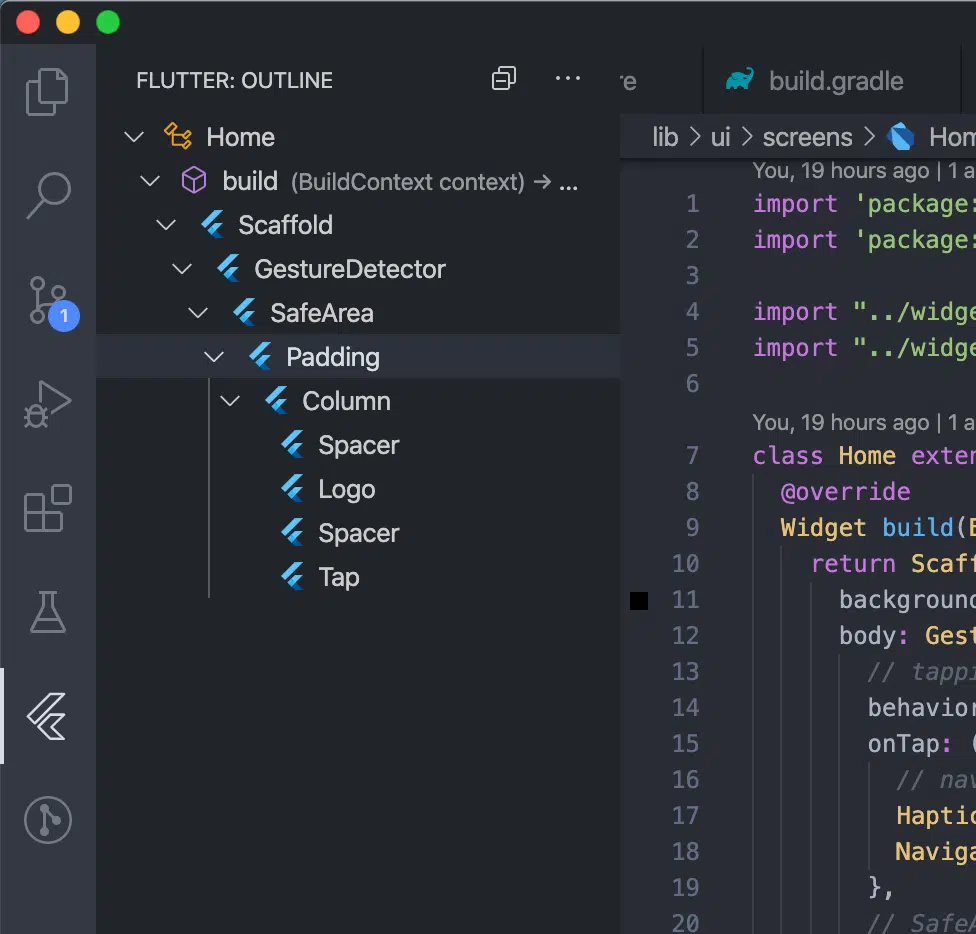 FLUTTER: OUTLINE
Home
build (BuildContext context) → ...
Scaffold
GestureDetector
SafeArea
Padding
Column
Spacer
Logo
Spacer
Tap
1
re
build.gradle
lib > ui > screens > Hom
You, 19 hours ago | 1 a
1 import 'package:
2 import 'package:
3
4 import "../widge
5 import "../widge
6
You, 19 hours ago | 1 a
7 class Home exten
8 @override
9 Widget build(B
10 return Scaff
11 background
12 body: Gest
13 // tappi
14 behavior
15 onTap: (
16 // nav
17 Haptic
18 Naviga
19 },
20 // SafeA